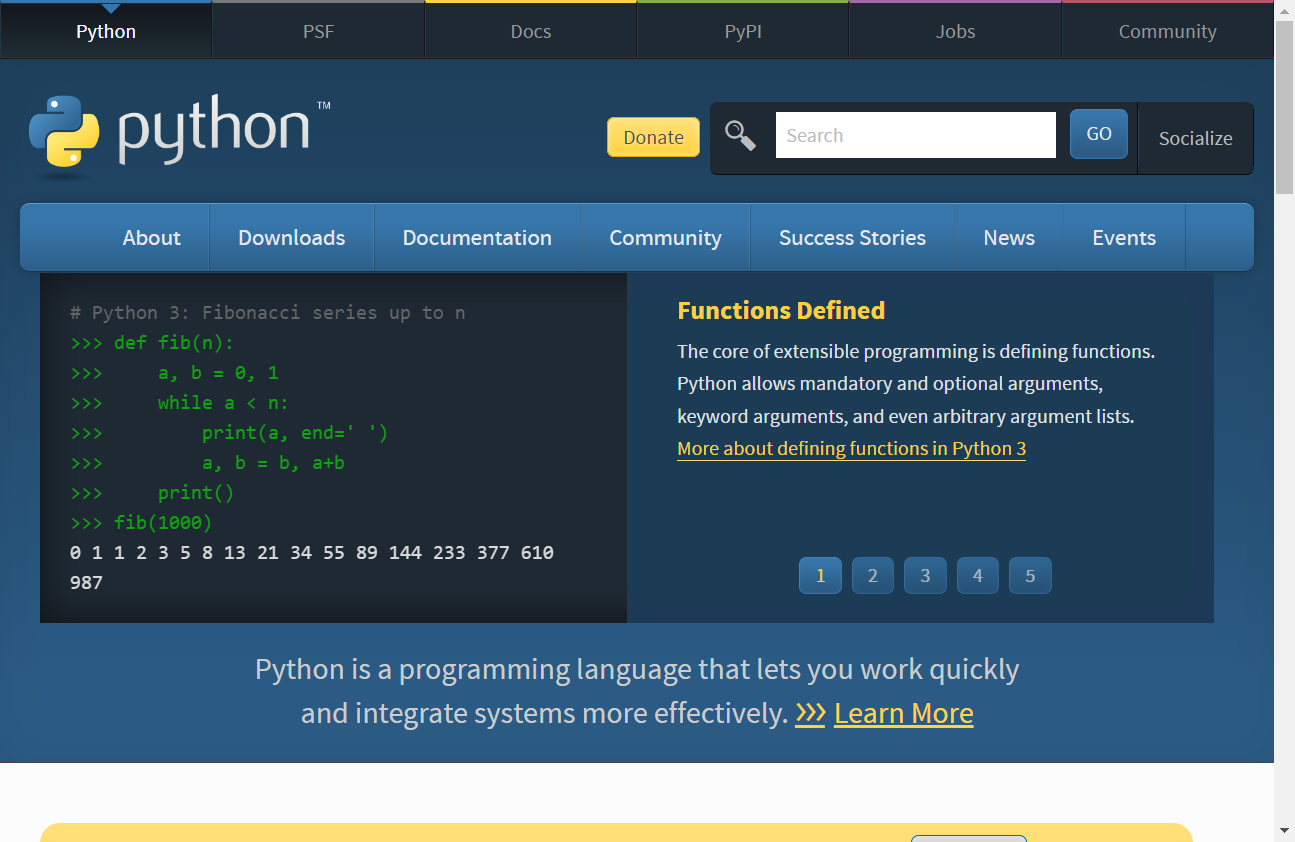 Python
PSF
Docs
PyPI
Jobs
Community
python™
Donate
Search
GO
Socialize
About
Downloads
Documentation
Community
Success Stories
News
Events
# Python 3: Fibonacci series up to n
>>> def fib(n):
>>>     a, b = 0, 1
>>>     while a < n:
>>>         print(a, end=' ')
>>>         a, b = b, a+b
>>>     print()
>>> fib(1000)
0 1 1 2 3 5 8 13 21 34 55 89 144 233 377 610
987
Functions Defined
The core of extensible programming is defining functions.
Python allows mandatory and optional arguments,
keyword arguments, and even arbitrary argument lists.
More about defining functions in Python 3
1
2
3
4
5
Python is a programming language that lets you work quickly
and integrate systems more effectively. >>> Learn More